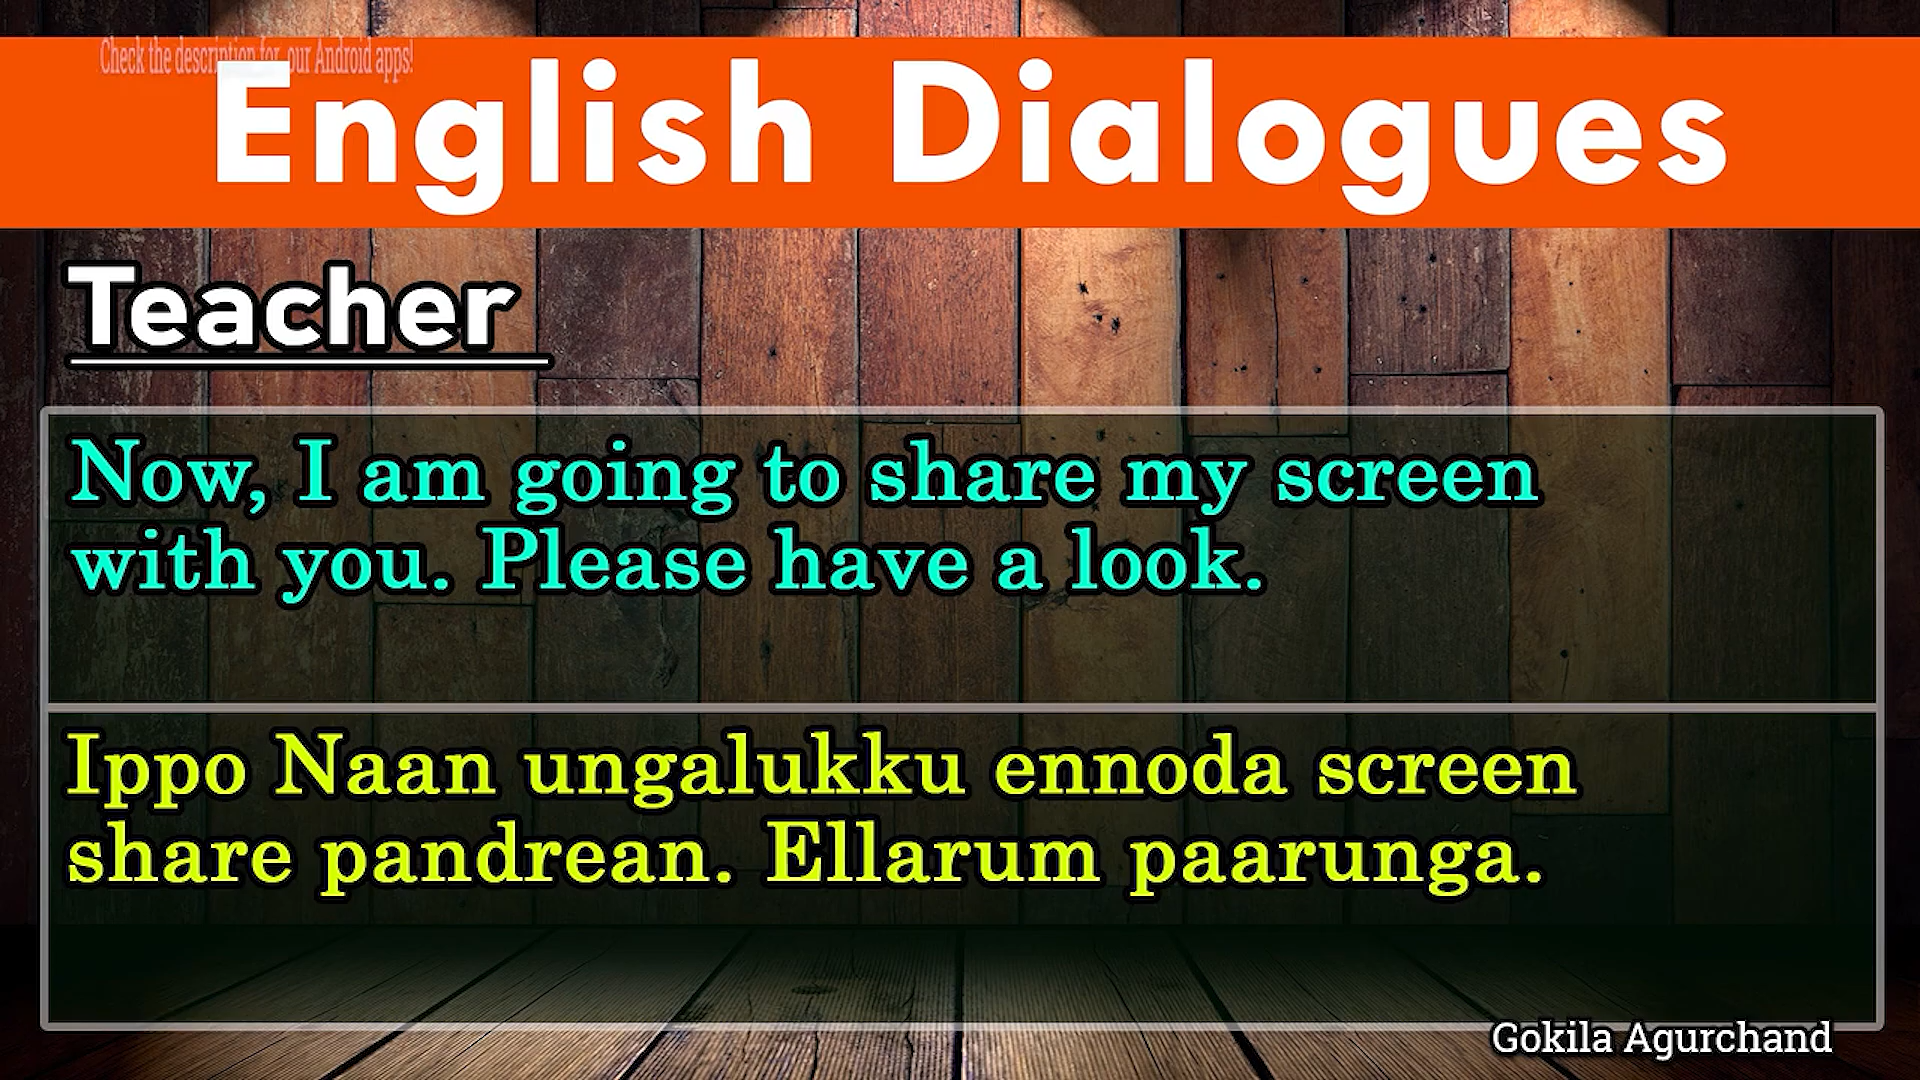 Check the description for our Android apps!
English Dialogues
Teacher
Now, I am going to share my screen
with you. Please have a look.
Ippo Naan ungalukku ennoda screen
share pandrean. Ellarum paarunga.
Gokila Agurchand